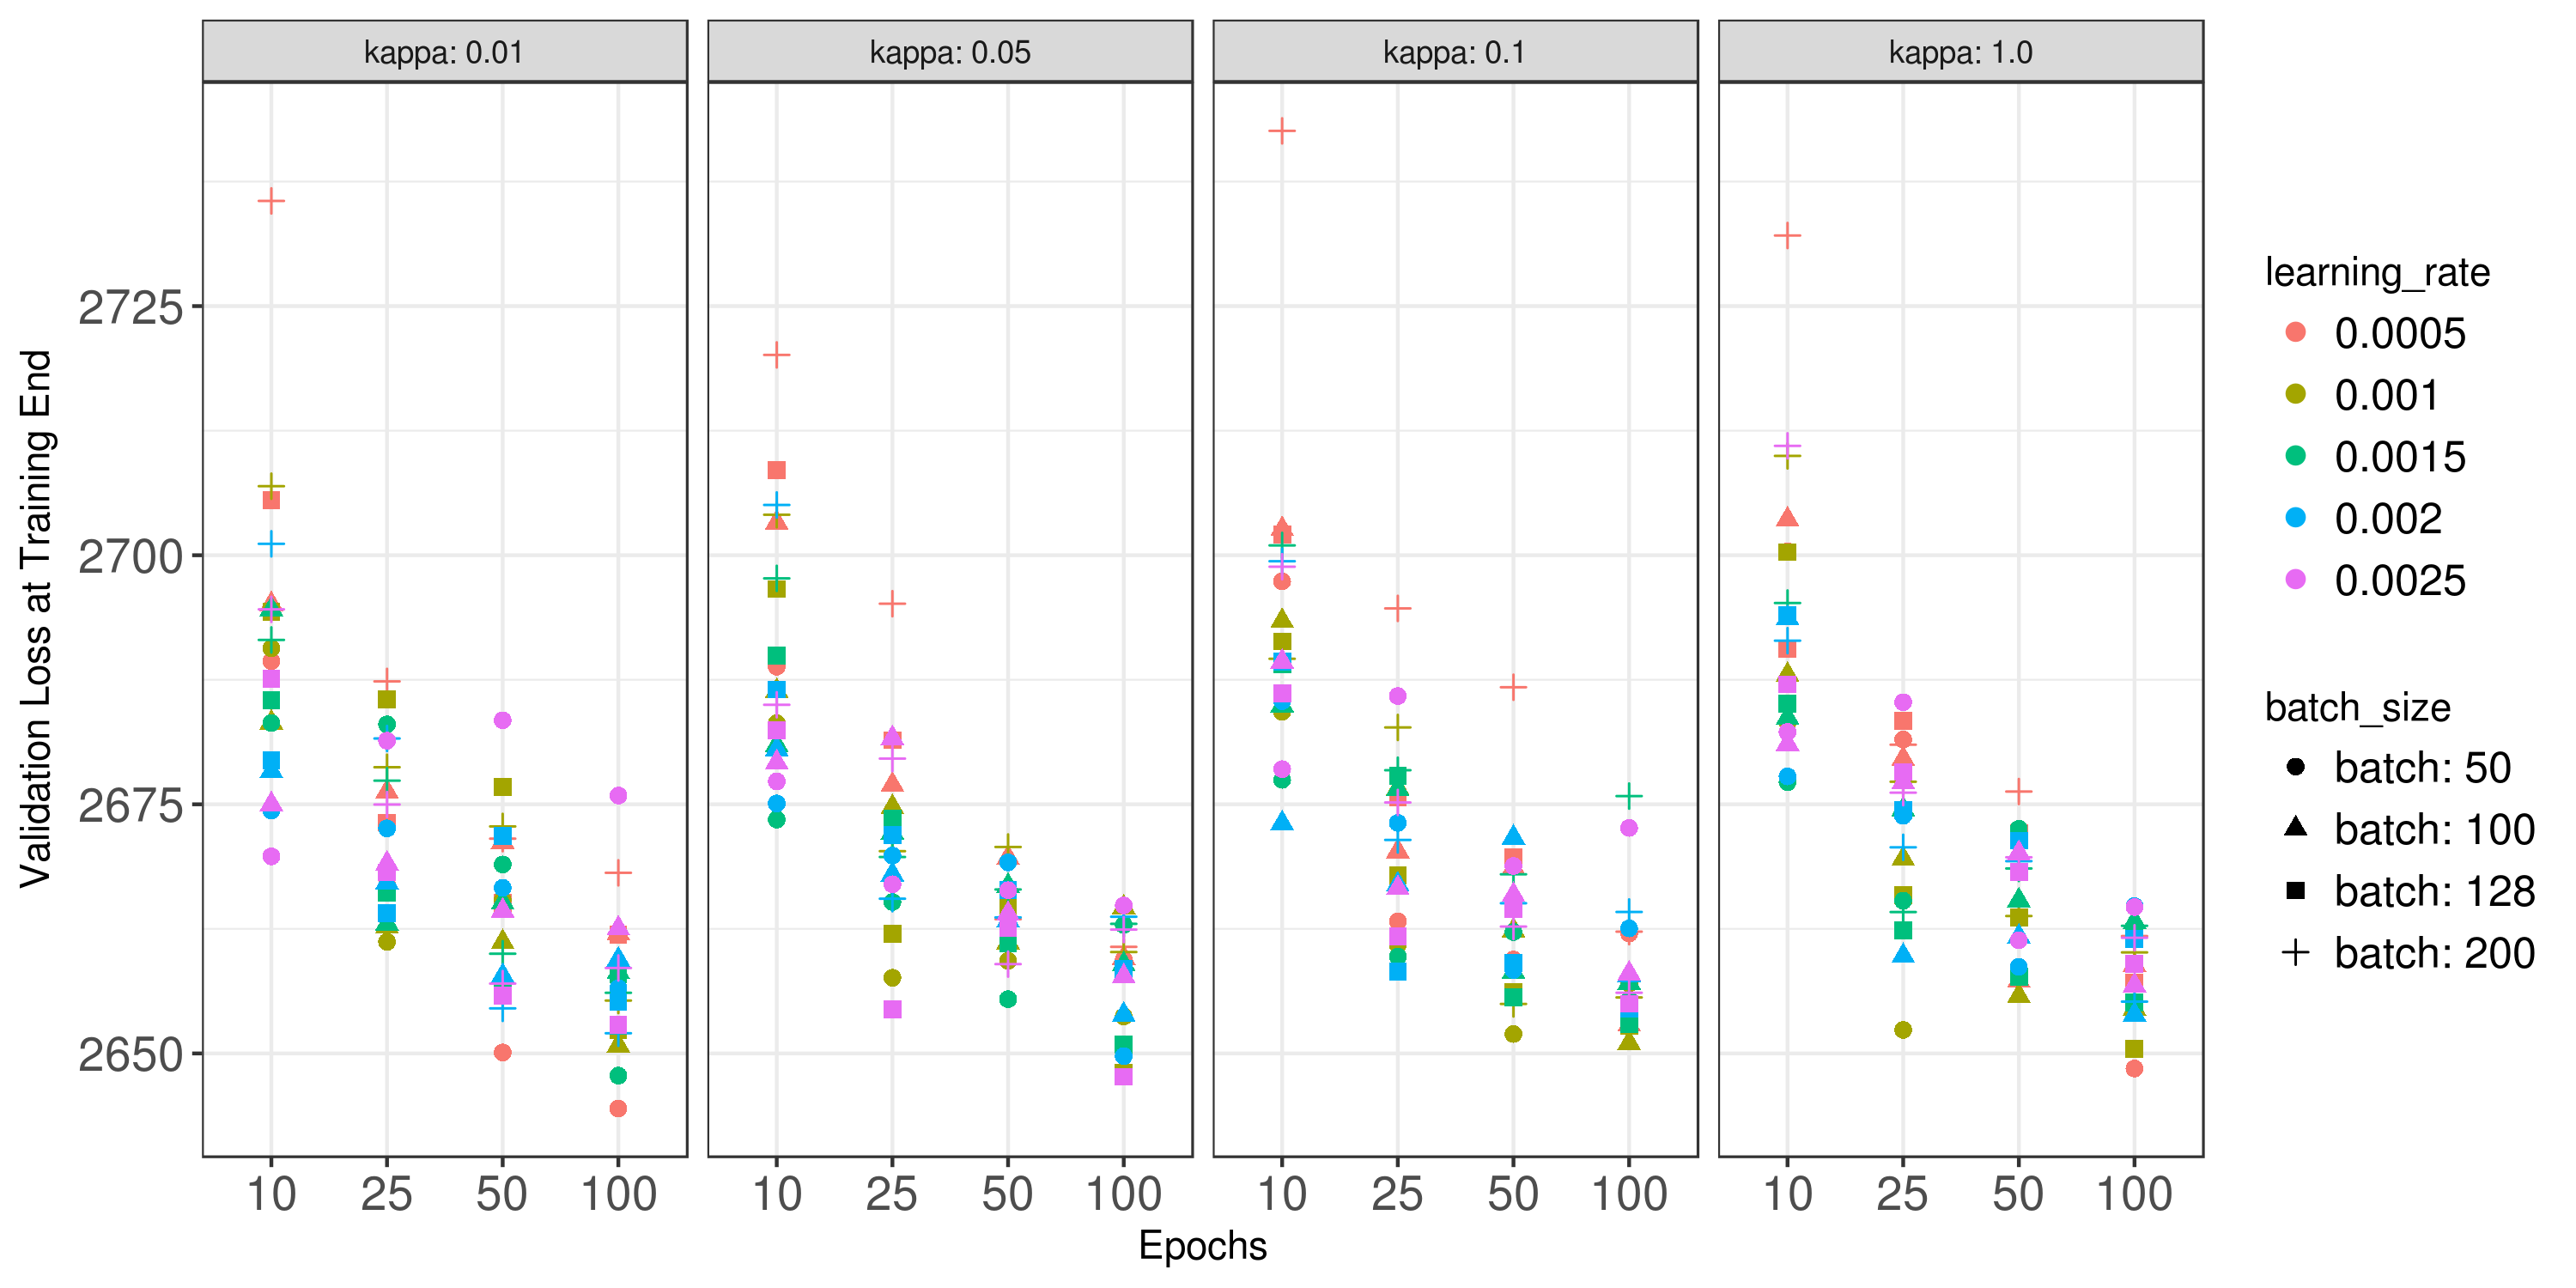 kappa: 0.01
kappa: 0.05
kappa: 0.1
kappa: 1.0
Validation Loss at Training End
2725
2700
2675
2650
10 25 50 100
10 25 50 100
10 25 50 100
10 25 50 100
Epochs
learning_rate
0.0005
0.001
0.0015
0.002
0.0025
batch_size
batch: 50
batch: 100
batch: 128
batch: 200